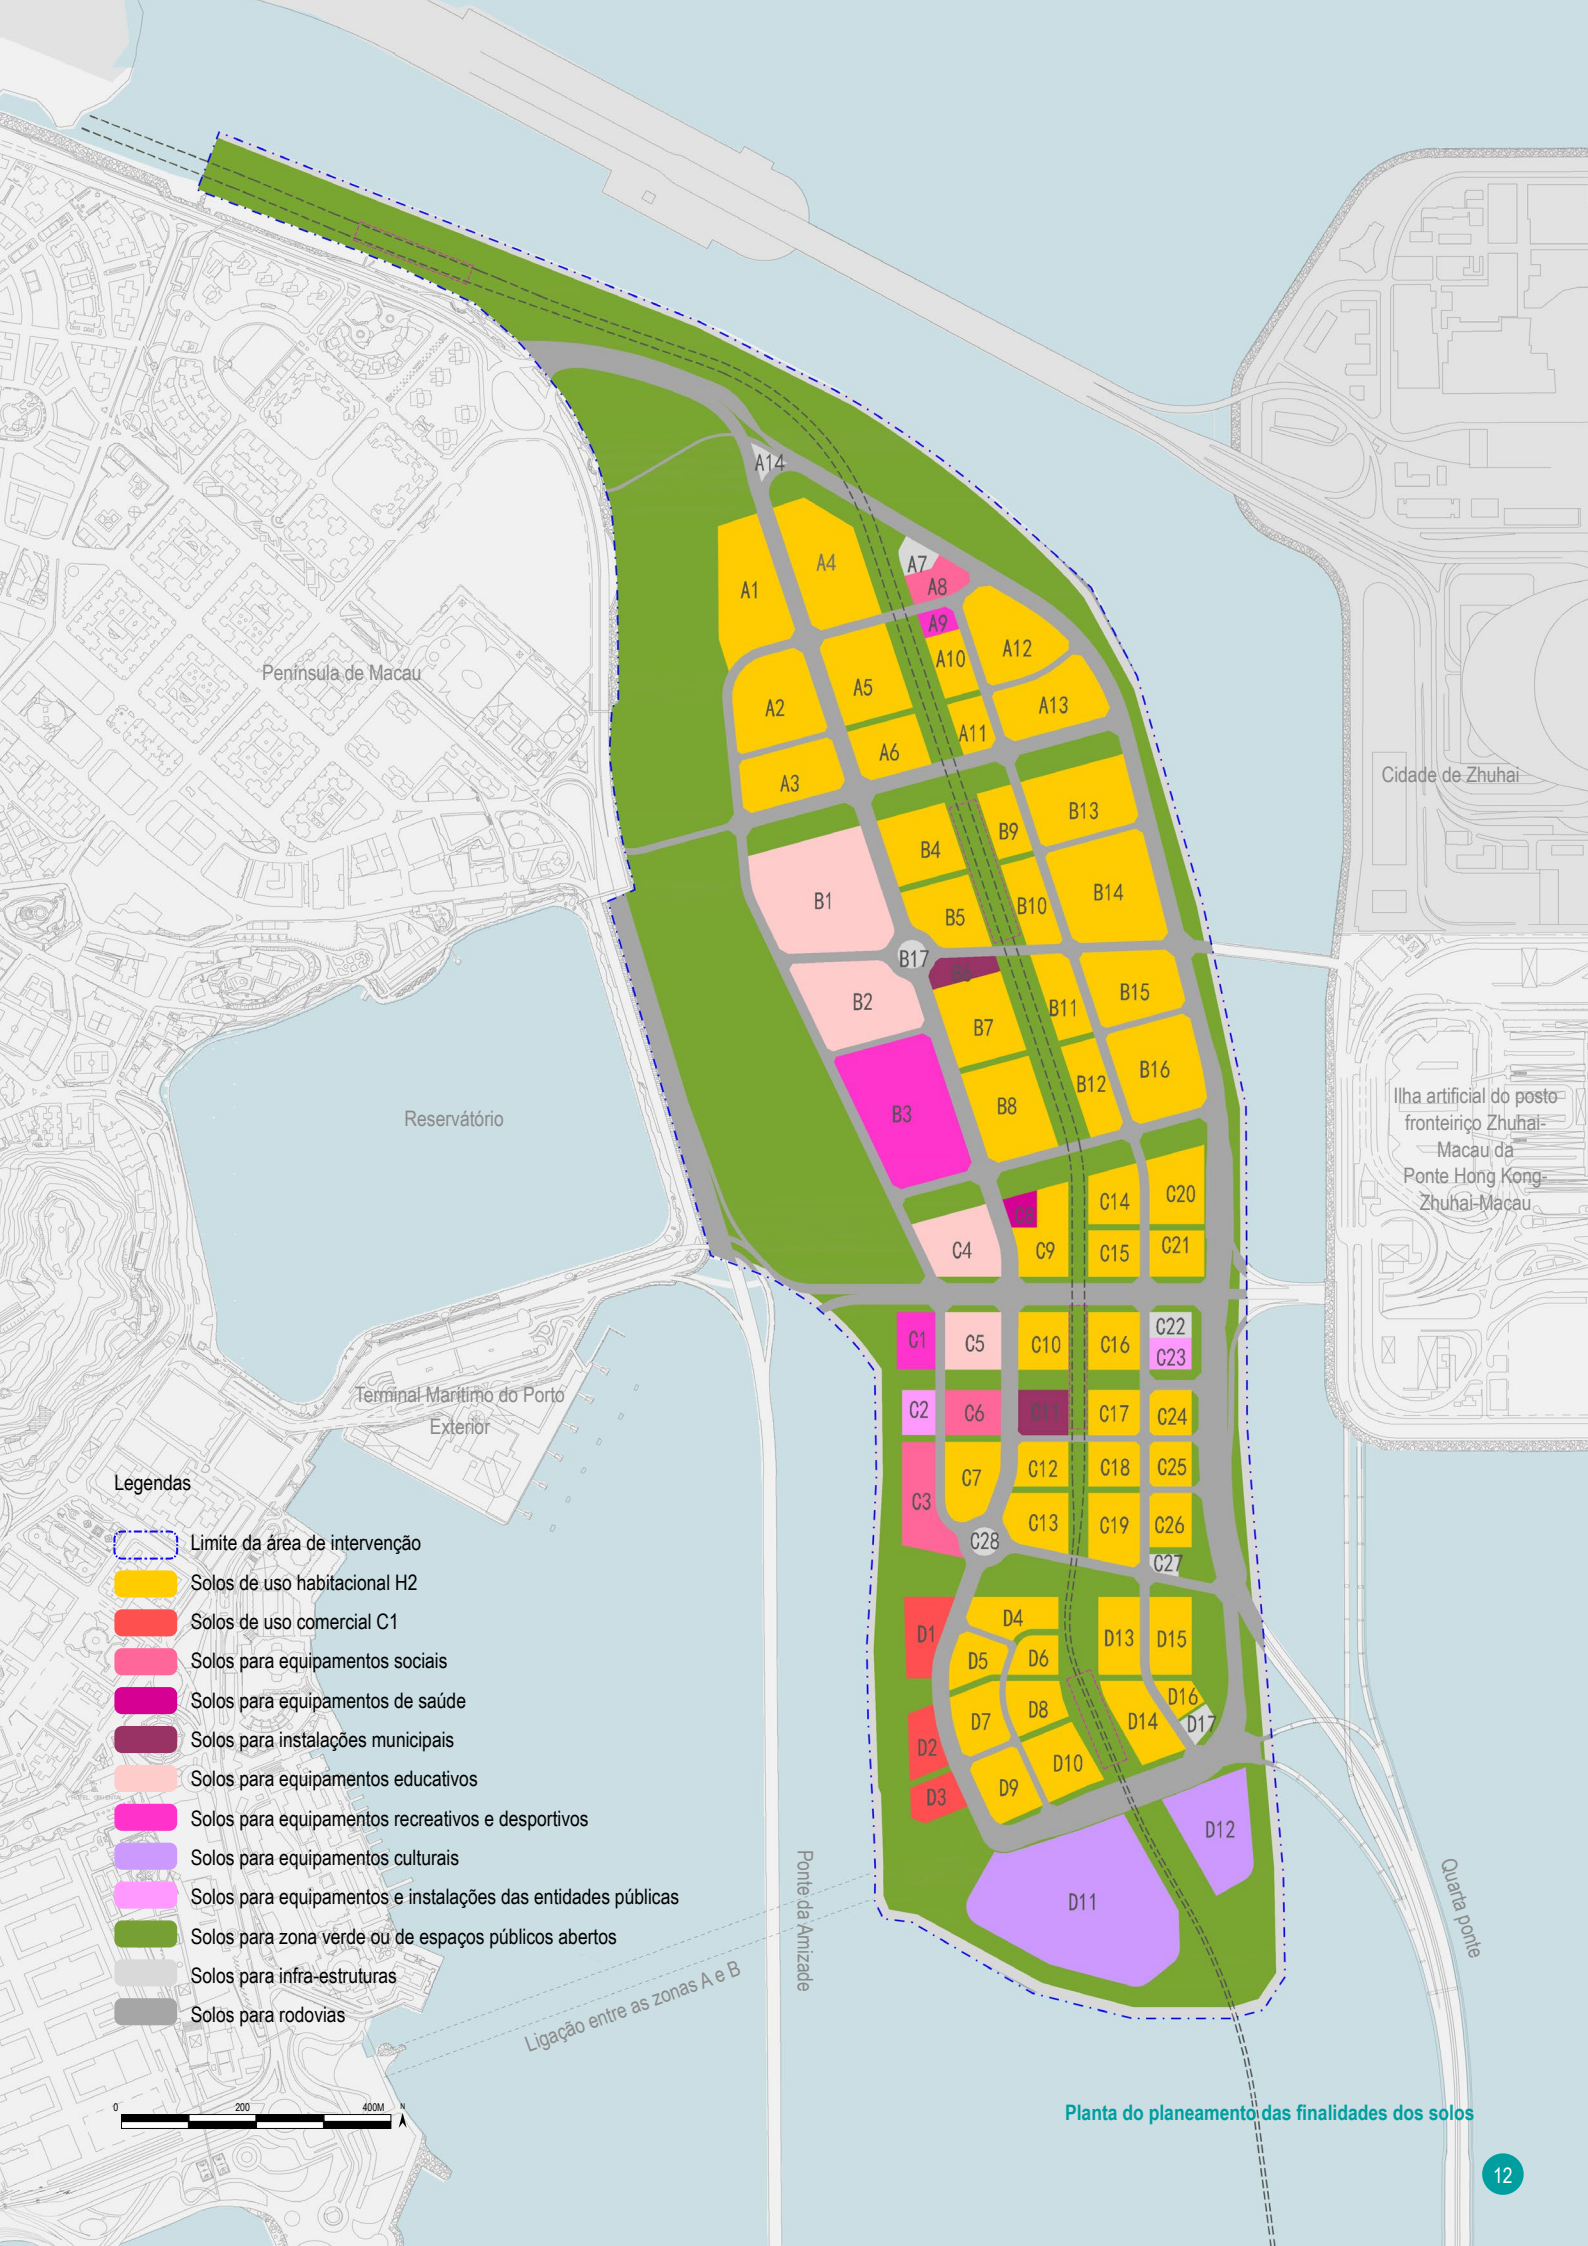 A14
A4
A7
A1
A8
A9
A12
A10
A5
A2
A13
A11
A6
A3
Península de Macau
Cidade de Zhuhai
B13
B9
B4
B14
B1
B10
B5
B17
B6
B2
B15
B11
B7
B16
B12
B8
B3
Reservátório
Ilha artificial do posto
fronteiriço Zhuhai-
Macau da
Ponte Hong Kong-
Zhuhai-Macau
C14
C20
C8
C4
C9
C15
C21
C1
C5
C10
C16
C22
C23
C2
C6
C11
C17
C24
C3
C7
C12
C18
C25
C13
C19
C26
C28
C27
Terminal Marítimo do Porto
Exterior
D1
D4
D13
D15
D5
D6
D16
D7
D8
D14
D17
D2
D10
D9
D3
D12
D11
Ponte da Amizade
Quarta ponte
Ligação entre as zonas A e B
Legendas
Limite da área de intervenção
Solos de uso habitacional H2
Solos de uso comercial C1
Solos para equipamentos sociais
Solos para equipamentos de saúde
Solos para instalações municipais
Solos para equipamentos educativos
Solos para equipamentos recreativos e desportivos
Solos para equipamentos culturais
Solos para equipamentos e instalações das entidades públicas
Solos para zona verde ou de espaços públicos abertos
Solos para infra-estruturas
Solos para rodovias
0 200 400M N
Planta do planeamento das finalidades dos solos
12